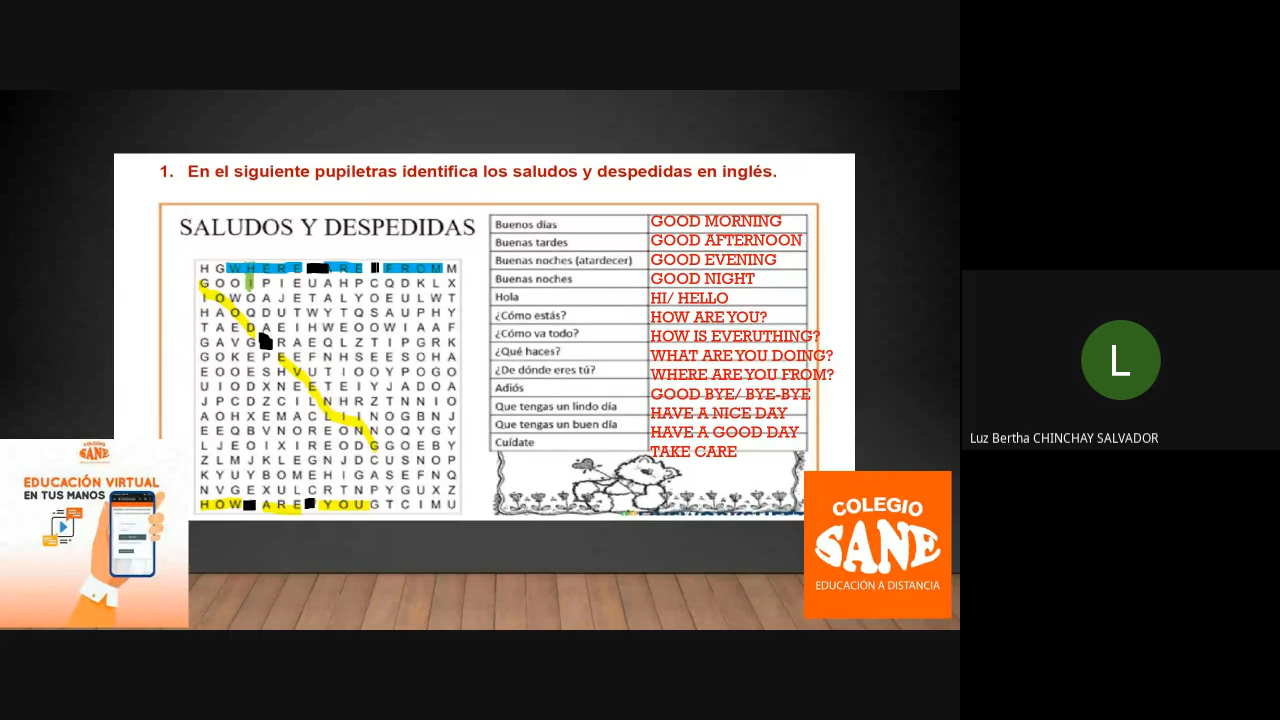 1. En el siguiente pupiletras identifica los saludos y despedidas en inglés.
SALUDOS Y DESPEDIDAS
H G W H E R E A R E F R O M M
G O O I P I E U A H P C Q D K L X
I O W O A J E T A L Y O E U L W T
H A O Q D U T W Y T Q S A U P H Y
T A E D A E I H W E O O W I A A F
G A V G R A E Q L Z T I P G R K
G O K E P E E F N H S E E S O H A
E O O E S H V U T I O O Y P O G O
U I O D X N E E T E I Y J A D O A
J P C D Z C I L N H R Z T N N I O
A O H X E M A C L I I N O G B N J
E E Q B V N O R E O N N O Q Y G Y
L J E O I X I R E O D G G O E B Y
Z L M J K L E G N J D C U S N O P
K Y U Y B O M E H I G A S E F N Q
N V G E X U L C R T N P Y G U X Z
H O W A R E Y O U G T C I M U
Buenos días GOOD MORNING
Buenas tardes GOOD AFTERNOON
Buenas noches (atardecer) GOOD EVENING
Buenas noches GOOD NIGHT
Hola HI/ HELLO
¿Cómo estás? HOW ARE YOU?
¿Cómo va todo? HOW IS EVERUTHING?
¿Qué haces? WHAT ARE YOU DOING?
¿De dónde eres tú? WHERE ARE YOU FROM?
Adiós GOOD BYE/ BYE-BYE
Que tengas un lindo día HAVE A NICE DAY
Que tengas un buen día HAVE A GOOD DAY
Cuídate TAKE CARE
SANE
EDUCACIÓN VIRTUAL
EN TUS MANOS
COLEGIO
SANE
EDUCACIÓN A DISTANCIA
L
Luz Bertha CHINCHAY SALVADOR